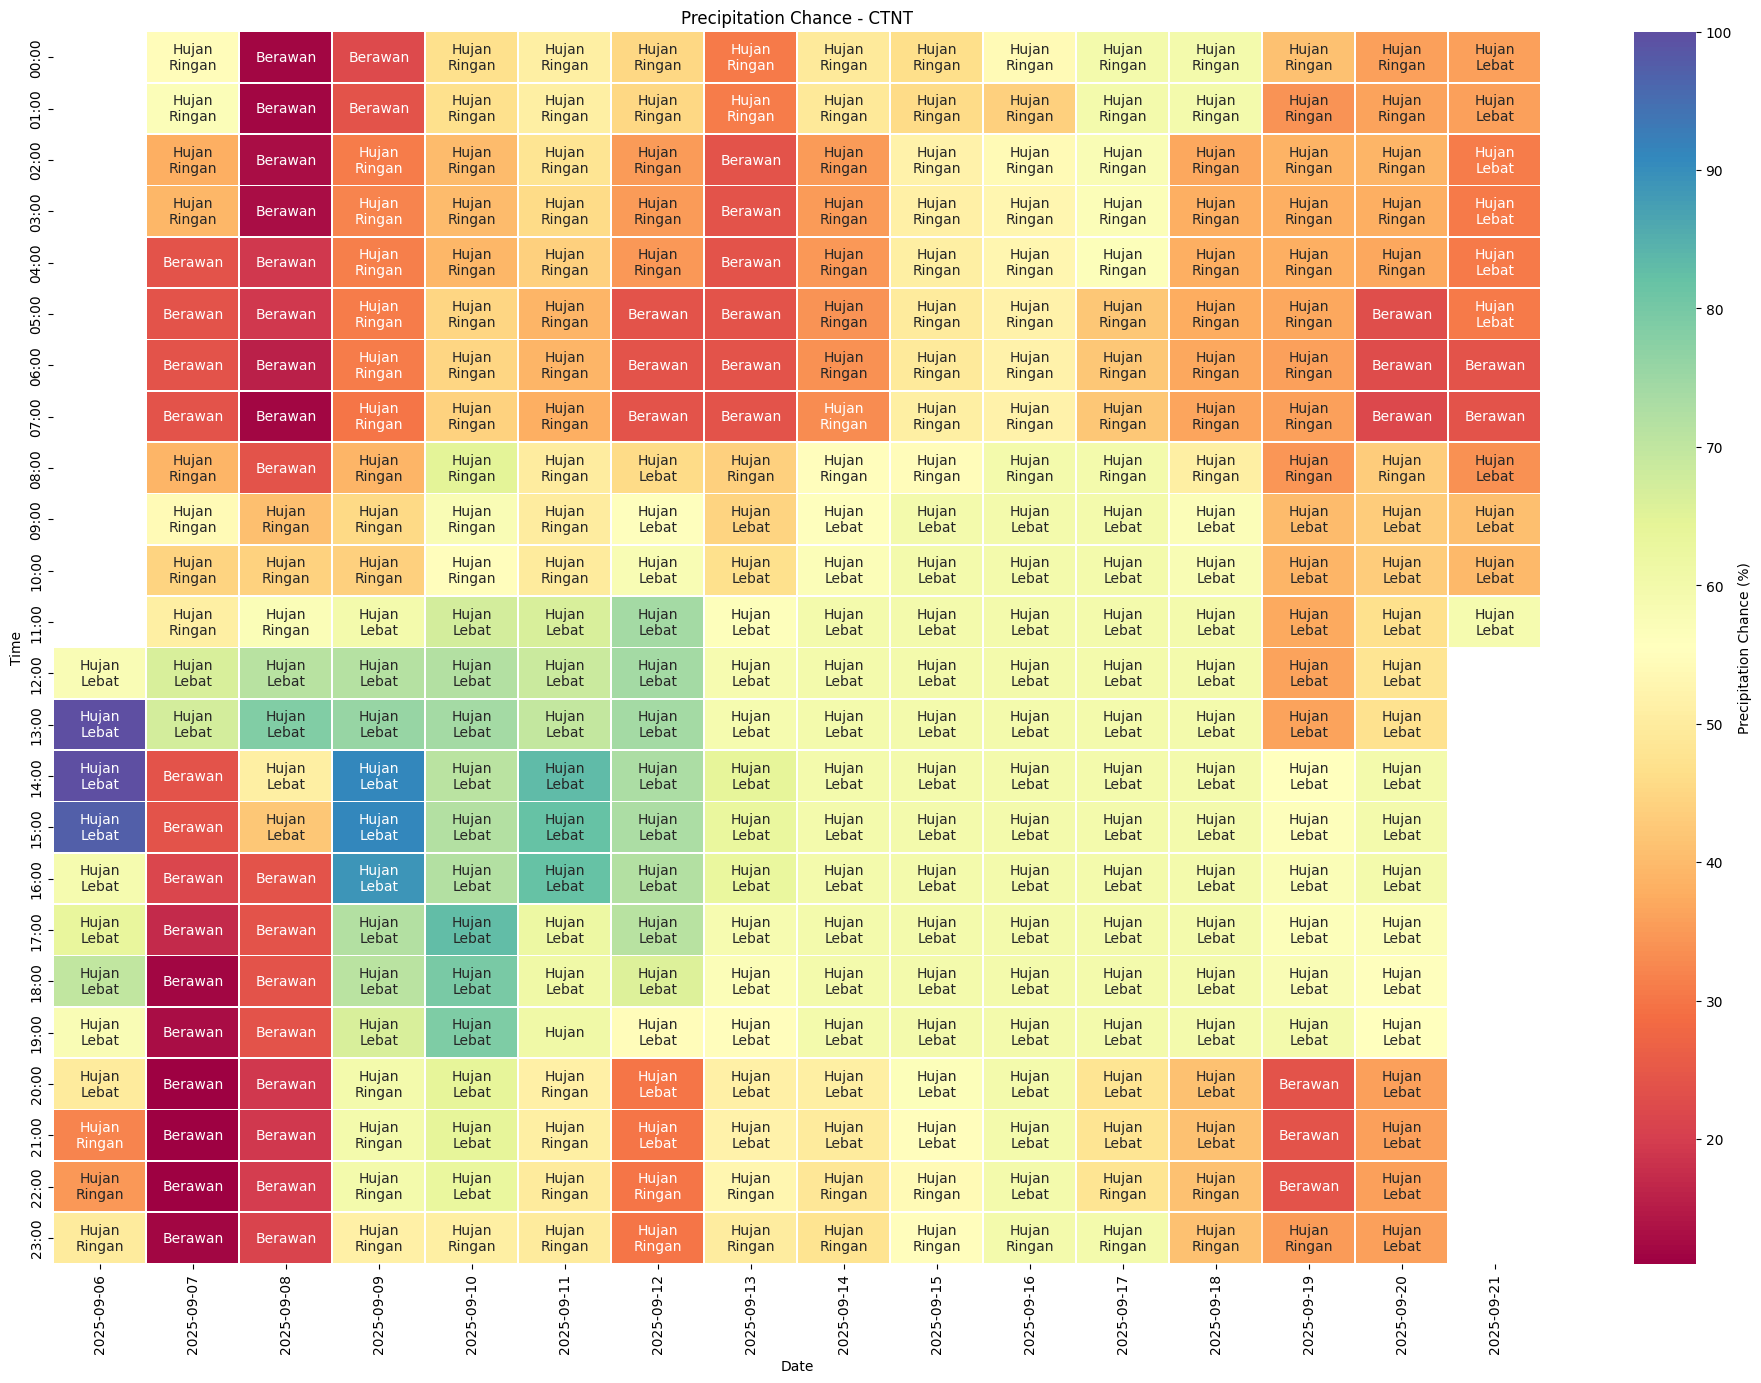 Precipitation Chance - CTNT
00:00 Hujan Ringan Berawan Berawan Hujan Ringan Hujan Ringan Hujan Ringan Hujan Ringan Hujan Ringan Hujan Ringan Hujan Ringan Hujan Ringan Hujan Ringan Hujan Ringan Hujan Ringan Hujan Lebat
01:00 Hujan Ringan Berawan Berawan Hujan Ringan Hujan Ringan Hujan Ringan Hujan Ringan Hujan Ringan Hujan Ringan Hujan Ringan Hujan Ringan Hujan Ringan Hujan Ringan Hujan Ringan Hujan Lebat
02:00 Hujan Ringan Berawan Hujan Ringan Hujan Ringan Hujan Ringan Hujan Ringan Berawan Hujan Ringan Hujan Ringan Hujan Ringan Hujan Ringan Hujan Ringan Hujan Ringan Hujan Ringan Hujan Lebat
03:00 Hujan Ringan Berawan Hujan Ringan Hujan Ringan Hujan Ringan Hujan Ringan Berawan Hujan Ringan Hujan Ringan Hujan Ringan Hujan Ringan Hujan Ringan Hujan Ringan Hujan Ringan Hujan Lebat
04:00 Berawan Berawan Hujan Ringan Hujan Ringan Hujan Ringan Hujan Ringan Berawan Hujan Ringan Hujan Ringan Hujan Ringan Hujan Ringan Hujan Ringan Hujan Ringan Hujan Ringan Hujan Lebat
05:00 Berawan Berawan Hujan Ringan Hujan Ringan Hujan Ringan Berawan Berawan Hujan Ringan Hujan Ringan Hujan Ringan Hujan Ringan Hujan Ringan Hujan Ringan Berawan Hujan Lebat
06:00 Berawan Berawan Hujan Ringan Hujan Ringan Hujan Ringan Berawan Berawan Hujan Ringan Hujan Ringan Hujan Ringan Hujan Ringan Hujan Ringan Hujan Ringan Berawan Berawan
07:00 Berawan Berawan Hujan Ringan Hujan Ringan Hujan Ringan Berawan Berawan Hujan Ringan Hujan Ringan Hujan Ringan Hujan Ringan Hujan Ringan Hujan Ringan Berawan Berawan
08:00 Hujan Ringan Berawan Hujan Ringan Hujan Ringan Hujan Ringan Hujan Lebat Hujan Ringan Hujan Ringan Hujan Ringan Hujan Ringan Hujan Ringan Hujan Ringan Hujan Ringan Hujan Ringan Hujan Lebat
09:00 Hujan Ringan Hujan Ringan Hujan Ringan Hujan Ringan Hujan Ringan Hujan Lebat Hujan Lebat Hujan Lebat Hujan Lebat Hujan Lebat Hujan Lebat Hujan Lebat Hujan Lebat Hujan Lebat Hujan Lebat
10:00 Hujan Ringan Hujan Ringan Hujan Ringan Hujan Ringan Hujan Ringan Hujan Lebat Hujan Lebat Hujan Lebat Hujan Lebat Hujan Lebat Hujan Lebat Hujan Lebat Hujan Lebat Hujan Lebat Hujan Lebat
11:00 Hujan Ringan Hujan Ringan Hujan Lebat Hujan Lebat Hujan Lebat Hujan Lebat Hujan Lebat Hujan Lebat Hujan Lebat Hujan Lebat Hujan Lebat Hujan Lebat Hujan Lebat Hujan Lebat Hujan Lebat
12:00 Hujan Lebat Hujan Lebat Hujan Lebat Hujan Lebat Hujan Lebat Hujan Lebat Hujan Lebat Hujan Lebat Hujan Lebat Hujan Lebat Hujan Lebat Hujan Lebat Hujan Lebat Hujan Lebat Hujan Lebat
13:00 Hujan Lebat Hujan Lebat Hujan Lebat Hujan Lebat Hujan Lebat Hujan Lebat Hujan Lebat Hujan Lebat Hujan Lebat Hujan Lebat Hujan Lebat Hujan Lebat Hujan Lebat Hujan Lebat Hujan Lebat
14:00 Hujan Lebat Berawan Hujan Lebat Hujan Lebat Hujan Lebat Hujan Lebat Hujan Lebat Hujan Lebat Hujan Lebat Hujan Lebat Hujan Lebat Hujan Lebat Hujan Lebat Hujan Lebat Hujan Lebat
15:00 Hujan Lebat Berawan Hujan Lebat Hujan Lebat Hujan Lebat Hujan Lebat Hujan Lebat Hujan Lebat Hujan Lebat Hujan Lebat Hujan Lebat Hujan Lebat Hujan Lebat Hujan Lebat Hujan Lebat
16:00 Hujan Lebat Berawan Berawan Hujan Lebat Hujan Lebat Hujan Lebat Hujan Lebat Hujan Lebat Hujan Lebat Hujan Lebat Hujan Lebat Hujan Lebat Hujan Lebat Hujan Lebat Hujan Lebat
17:00 Hujan Lebat Berawan Berawan Hujan Lebat Hujan Lebat Hujan Lebat Hujan Lebat Hujan Lebat Hujan Lebat Hujan Lebat Hujan Lebat Hujan Lebat Hujan Lebat Hujan Lebat Hujan Lebat
18:00 Hujan Lebat Berawan Berawan Hujan Lebat Hujan Lebat Hujan Lebat Hujan Lebat Hujan Lebat Hujan Lebat Hujan Lebat Hujan Lebat Hujan Lebat Hujan Lebat Hujan Lebat Hujan Lebat
19:00 Hujan Lebat Berawan Berawan Hujan Lebat Hujan Lebat Hujan Hujan Lebat Hujan Lebat Hujan Lebat Hujan Lebat Hujan Lebat Hujan Lebat Hujan Lebat Hujan Lebat Hujan Lebat
20:00 Hujan Lebat Berawan Berawan Hujan Ringan Hujan Lebat Hujan Ringan Hujan Lebat Hujan Lebat Hujan Lebat Hujan Lebat Hujan Lebat Hujan Lebat Hujan Lebat Berawan Hujan Lebat
21:00 Hujan Ringan Berawan Berawan Hujan Ringan Hujan Lebat Hujan Ringan Hujan Lebat Hujan Lebat Hujan Lebat Hujan Lebat Hujan Lebat Hujan Lebat Hujan Lebat Berawan Hujan Lebat
22:00 Hujan Ringan Berawan Berawan Hujan Ringan Hujan Lebat Hujan Ringan Hujan Ringan Hujan Ringan Hujan Ringan Hujan Ringan Hujan Lebat Hujan Ringan Hujan Ringan Berawan Hujan Lebat
23:00 Hujan Ringan Berawan Berawan Hujan Ringan Hujan Ringan Hujan Ringan Hujan Ringan Hujan Ringan Hujan Ringan Hujan Ringan Hujan Ringan Hujan Ringan Hujan Ringan Hujan Ringan Hujan Lebat
Time
2025-09-06 2025-09-07 2025-09-08 2025-09-09 2025-09-10 2025-09-11 2025-09-12 2025-09-13 2025-09-14 2025-09-15 2025-09-16 2025-09-17 2025-09-18 2025-09-19 2025-09-20 2025-09-21
Date
100
90
80
70
60
50
40
30
20
Precipitation Chance (%)